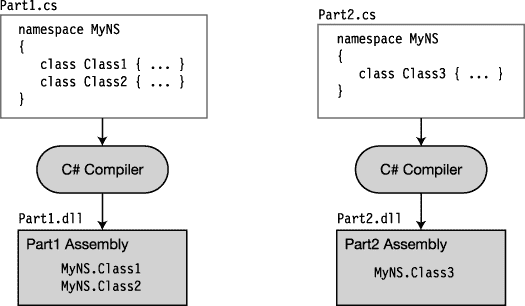 Part1.cs
namespace MyNS
{
class Class1 { ... }
class Class2 { ... }
}
C# Compiler
Part1.dll
Part1 Assembly
MyNS.Class1
MyNS.Class2
Part2.cs
namespace MyNS
{
class Class3 { ... }
}
C# Compiler
Part2.dll
Part2 Assembly
MyNS.Class3